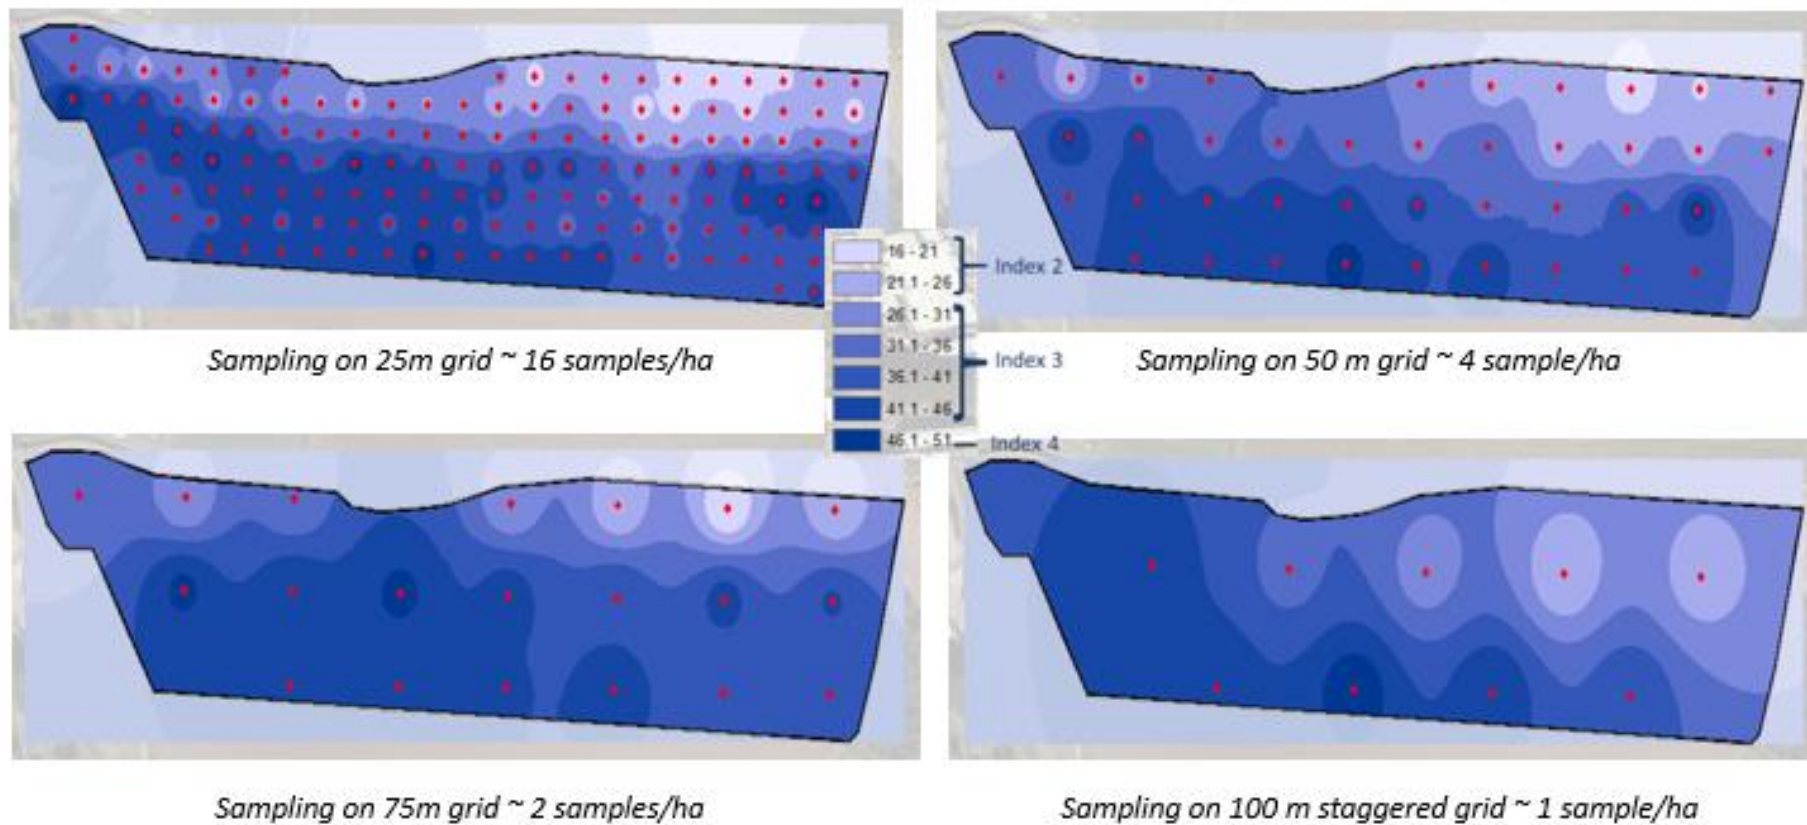 16 - 21
21.1 - 26
Index 2
26.1 - 31
31.1 - 36
Index 3
36.1 - 41
41.1 - 46
46.1 - 51
Index 4
Sampling on 25m grid ~ 16 samples/ha
Sampling on 50 m grid ~ 4 sample/ha
Sampling on 75m grid ~ 2 samples/ha
Sampling on 100 m staggered grid ~ 1 sample/ha